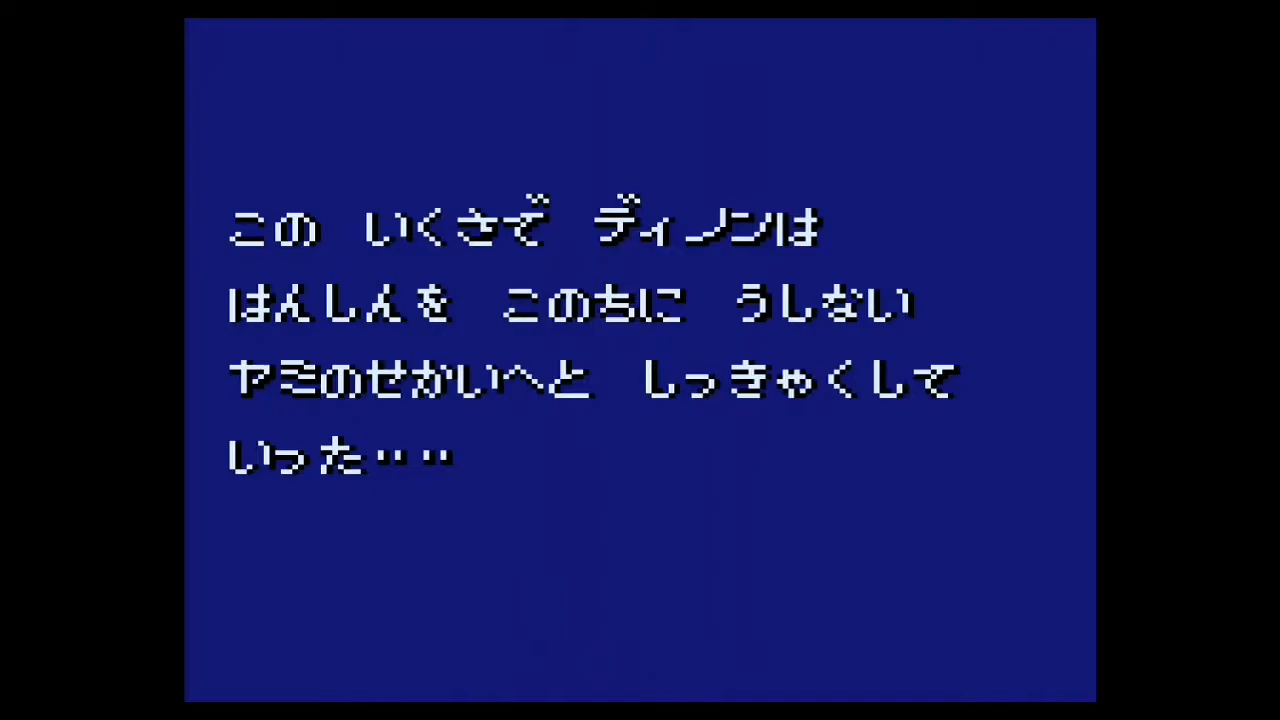 この　いくさで　ディノンは
はんしんを　このちに　うしない
ヤミのせかいへと　しっきゃくして
いった‥‥